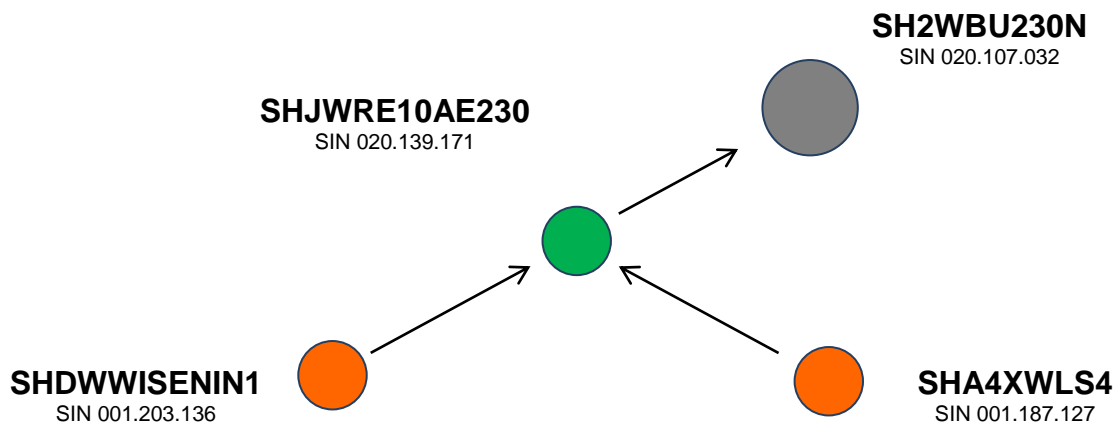 SH2WBU230N
SIN 020.107.032
SHJWRE10AE230
SIN 020.139.171
SHDWWISENIN1
SIN 001.203.136
SHA4XWLS4
SIN 001.187.127